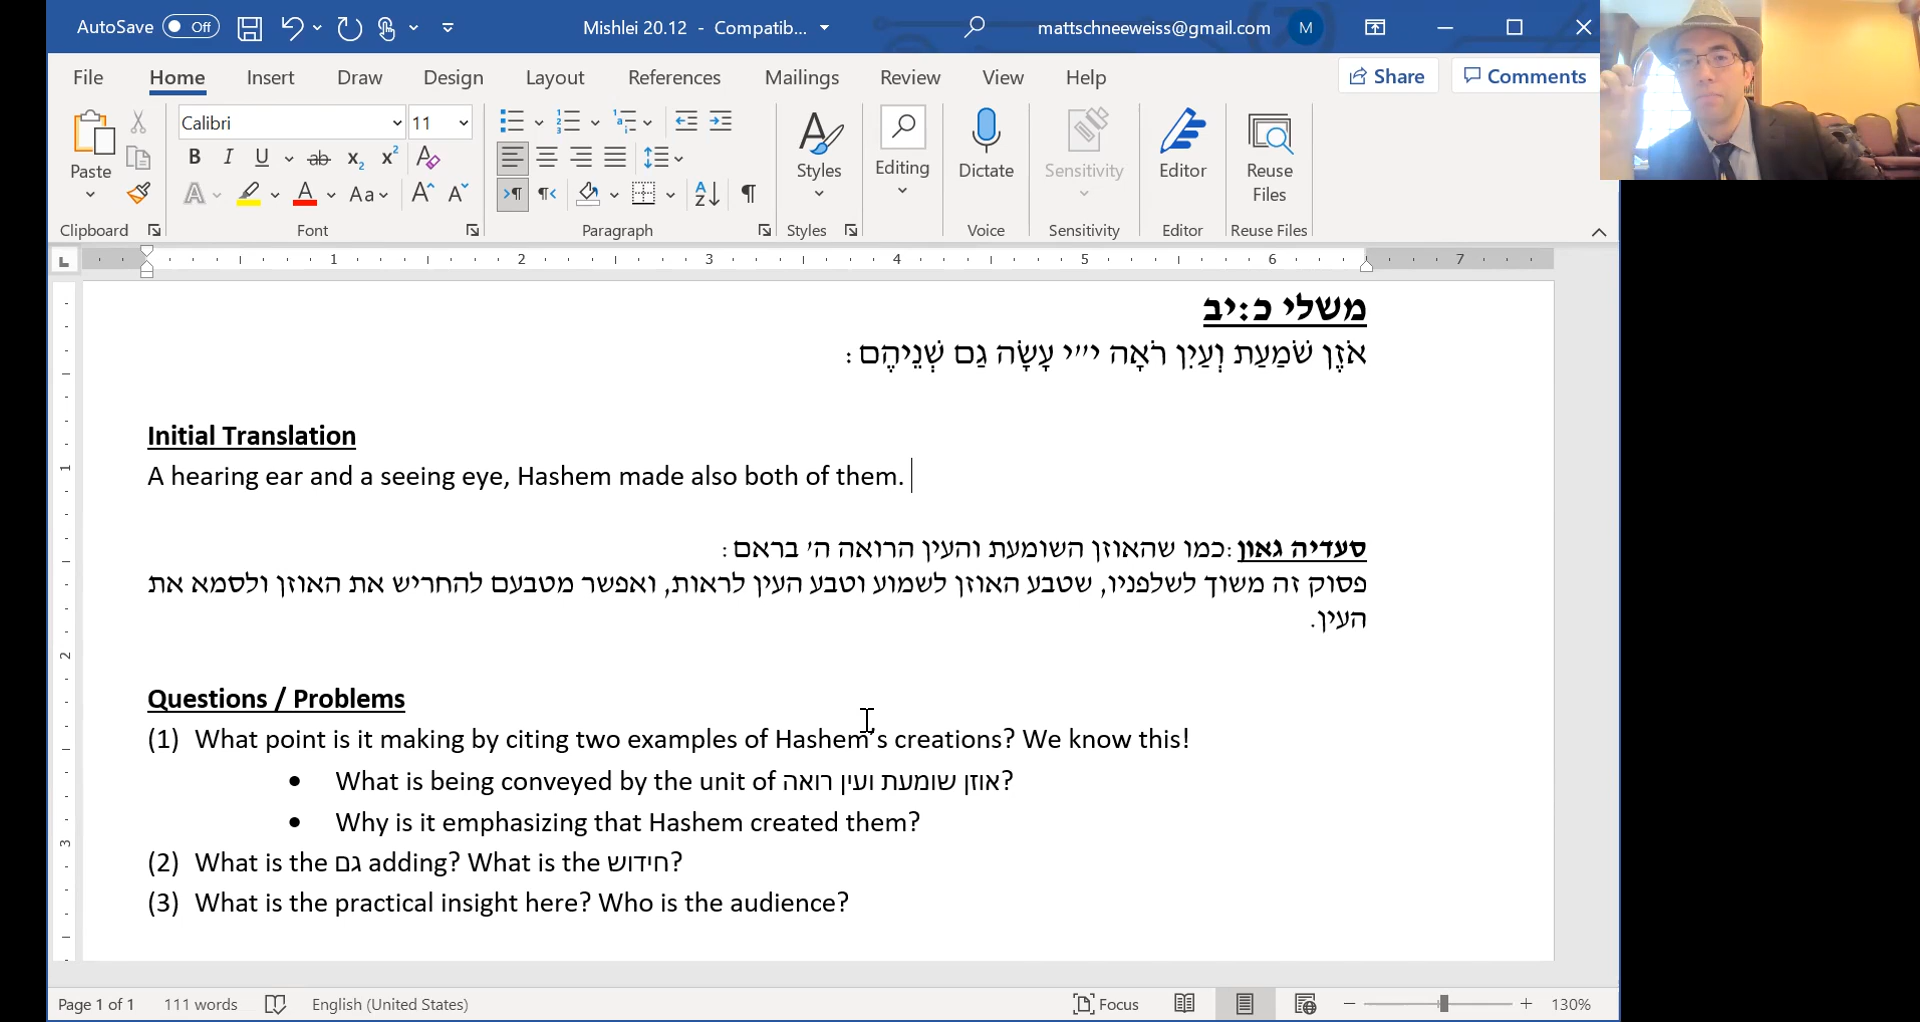 AutoSave Off Mishlei 20.12 - Compatib... mattschneeweiss@gmail.com M
File Home Insert Draw Design Layout References Mailings Review View Help Share Comments
Calibri 11
Paste Styles Editing Dictate Sensitivity Editor Reuse Files
Clipboard Font Paragraph Styles Voice Sensitivity Editor Reuse Files
1 2 3 4 5 6 7
משלי כ:יב
אֹזֶן שֹׁמַעַת וְעַיִן רֹאָה י״י עָשָׂה גַם שְׁנֵיהֶם:
Initial Translation
A hearing ear and a seeing eye, Hashem made also both of them.
סעדיה גאון: כמו שהאוזן השומעת והעין הרואה ה׳ בראם:
פסוק זה משוך לשלפניו, שטבע האוזן לשמוע וטבע העין לראות, ואפשר מטבעם להחריש את האוזן ולסמא את
העין.
Questions / Problems
(1) What point is it making by citing two examples of Hashem's creations? We know this!
• What is being conveyed by the unit of אוזן שומעת ועין רואה?
• Why is it emphasizing that Hashem created them?
(2) What is the גם adding? What is the חידוש?
(3) What is the practical insight here? Who is the audience?
Page 1 of 1 111 words English (United States) Focus 130%